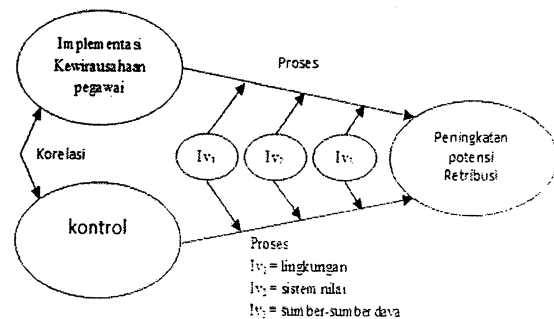 Implementasi
Kewirausahaan
pegawai
Proses
Korelasi
Iv₁
Iv₂
Iv₃
Peningkatan
potensi
Retribusi
kontrol
Proses
Iv₁ = lingkungan
Iv₂ = sistem nilai
Iv₃ = sumber-sumber daya